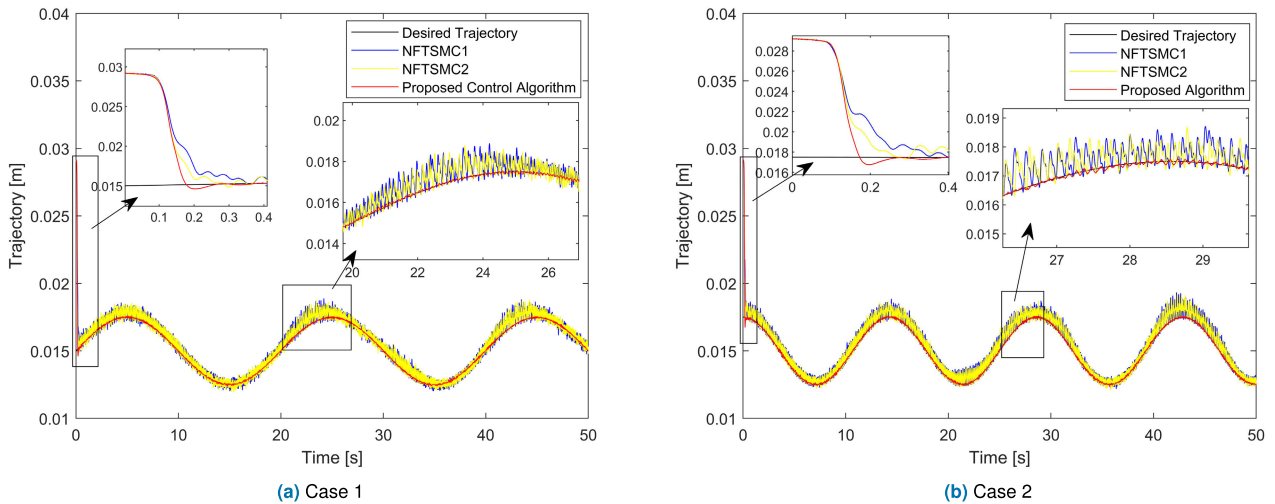 0.04
0.035
0.03
0.025
0.02
0.015
0.01
Trajectory [m]
0 10 20 30 40 50
Time [s]
Desired Trajectory
NFTSMC1
NFTSMC2
Proposed Control Algorithm
0.03
0.025
0.02
0.015
0.1 0.2 0.3 0.4
0.02
0.018
0.016
0.014
20 22 24 26
(a) Case 1
0.04
0.035
0.03
0.025
0.02
0.015
0.01
Trajectory [m]
0 10 20 30 40 50
Time [s]
Desired Trajectory
NFTSMC1
NFTSMC2
Proposed Algorithm
0.028
0.026
0.024
0.022
0.02
0.018
0.016
0 0.2 0.4
0.019
0.018
0.017
0.016
0.015
27 28 29
(b) Case 2